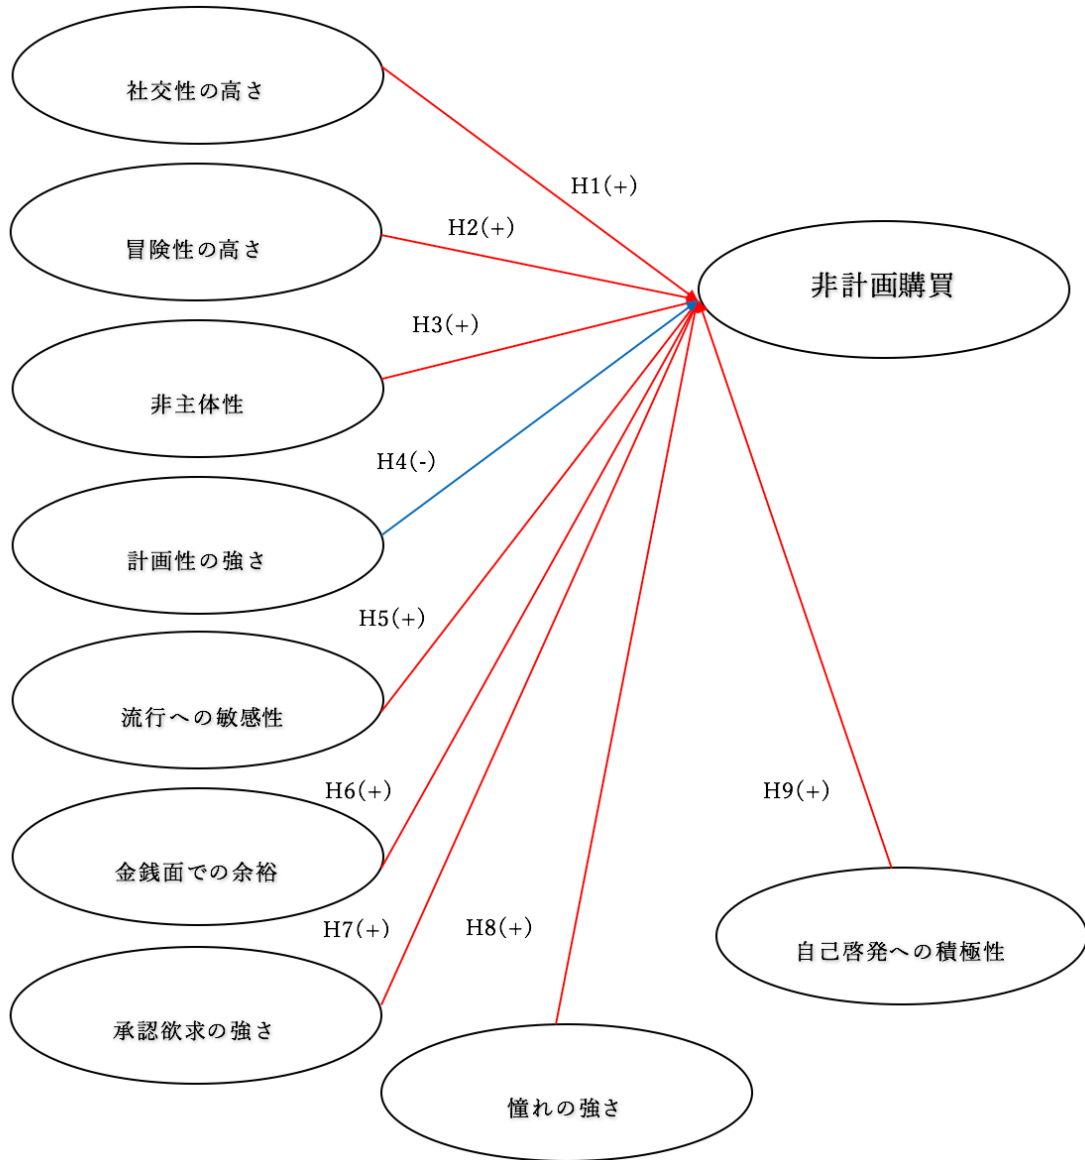 社交性の高さ
H1(+)
冒険性の高さ
H2(+)
非計画購買
H3(+)
非主体性
H4(-)
計画性の強さ
H5(+)
流行への敏感性
H6(+)
H9(+)
金銭面での余裕
H7(+)
H8(+)
自己啓発への積極性
承認欲求の強さ
憧れの強さ